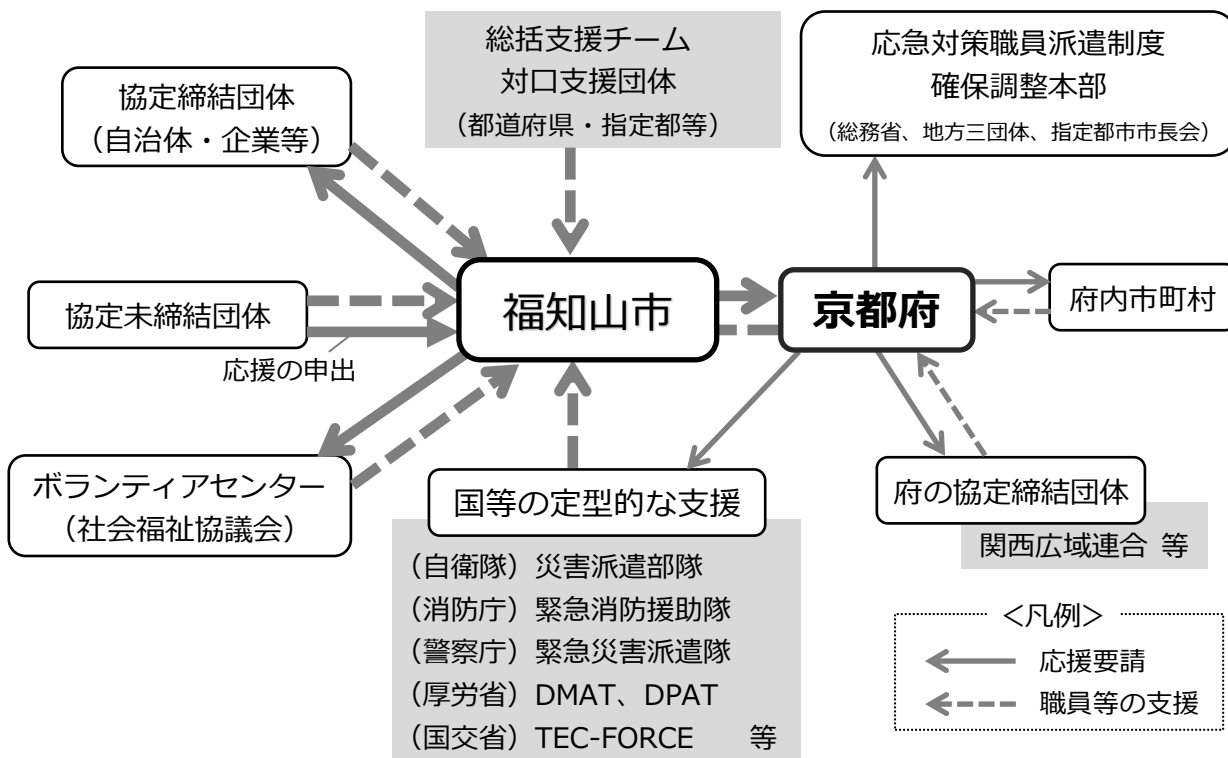 総括支援チーム
対口支援団体
（都道府県・指定都等）
応急対策職員派遣制度
確保調整本部
（総務省、地方三団体、指定都市市長会）
協定締結団体
（自治体・企業等）
協定未締結団体
応援の申出
福知山市
京都府
府内市町村
ボランティアセンター
（社会福祉協議会）
国等の定型的な支援
（自衛隊）災害派遣部隊
（消防庁）緊急消防援助隊
（警察庁）緊急災害派遣隊
（厚労省）DMAT、DPAT
（国交省）TEC-FORCE　等
府の協定締結団体
関西広域連合 等
＜凡例＞
応援要請
職員等の支援